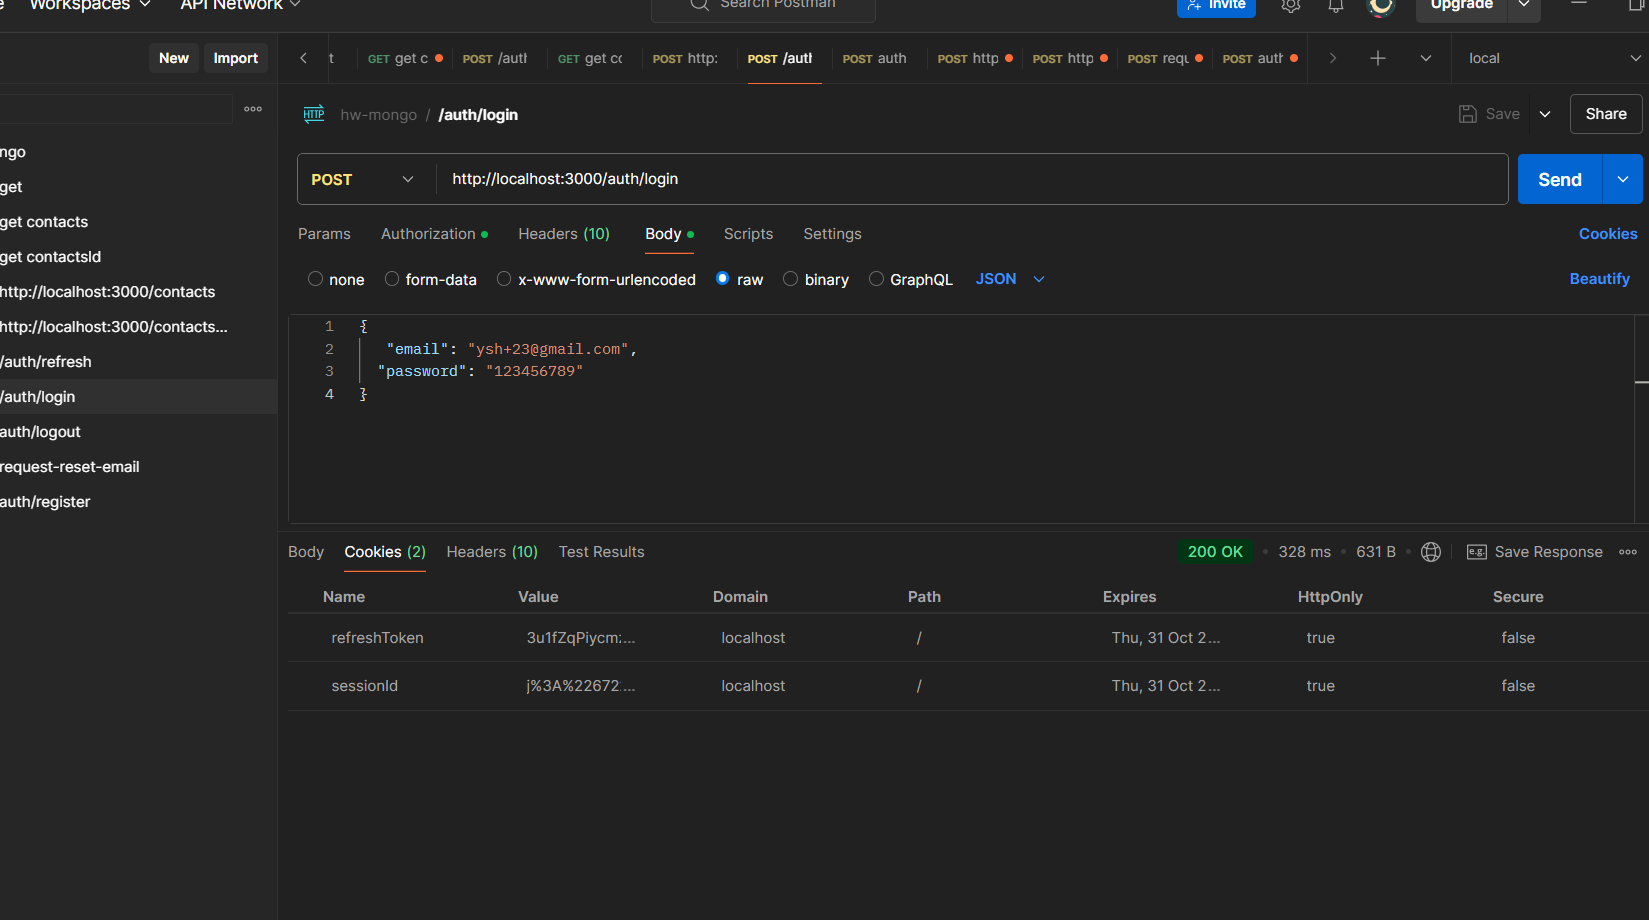 Workspaces API Network Search Postman Invite Upgrade
New Import
GET get c POST /auth GET get co POST http: POST /auth POST auth POST http POST http POST requ POST auth local
HTTP hw-mongo / /auth/login Save Share
ngo
get
get contacts
get contactsId
http://localhost:3000/contacts
http://localhost:3000/contacts...
/auth/refresh
/auth/login
auth/logout
request-reset-email
auth/register
POST http://localhost:3000/auth/login Send
Params Authorization Headers (10) Body Scripts Settings Cookies
none form-data x-www-form-urlencoded raw binary GraphQL JSON Beautify
1 {
2 "email": "ysh+23@gmail.com",
3 "password": "123456789"
4 }
Body Cookies (2) Headers (10) Test Results 200 OK • 328 ms • 631 B • e.g. Save Response
Name Value Domain Path Expires HttpOnly Secure
refreshToken 3u1fZqPiycm:... localhost / Thu, 31 Oct 2... true false
sessionId j%3A%22672:... localhost / Thu, 31 Oct 2... true false